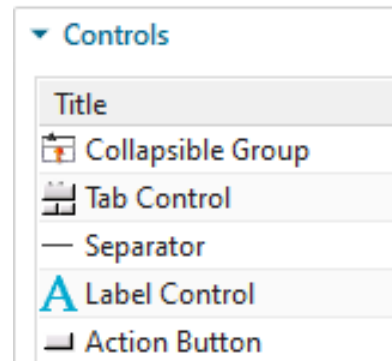 Controls
Title
Collapsible Group
Tab Control
Separator
Label Control
Action Button